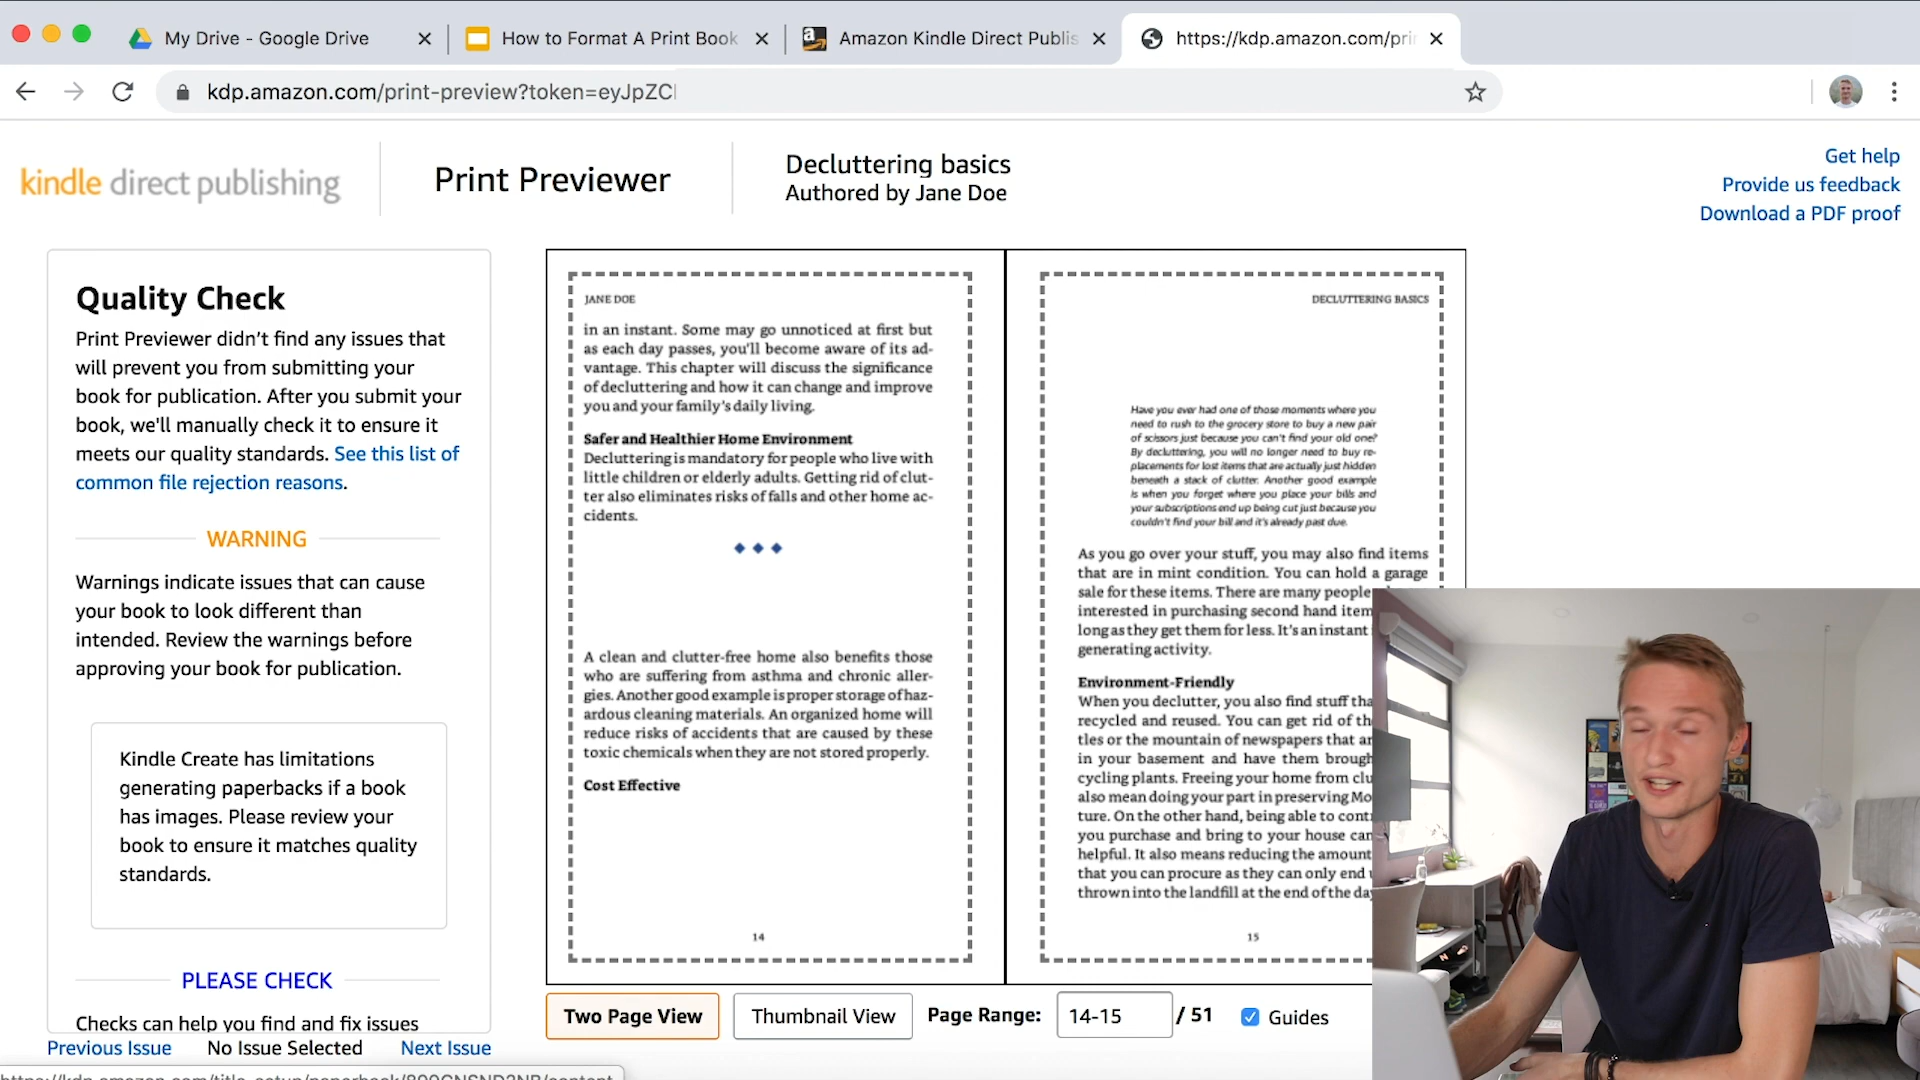 My Drive - Google Drive
How to Format A Print Book
Amazon Kindle Direct Publis
https://kdp.amazon.com/prin
kdp.amazon.com/print-preview?token=eyJpZC
kindle direct publishing
Print Previewer
Decluttering basics
Authored by Jane Doe
Get help
Provide us feedback
Download a PDF proof
Quality Check
Print Previewer didn't find any issues that
will prevent you from submitting your
book for publication. After you submit your
book, we'll manually check it to ensure it
meets our quality standards. See this list of
common file rejection reasons.
WARNING
Warnings indicate issues that can cause
your book to look different than
intended. Review the warnings before
approving your book for publication.
Kindle Create has limitations
generating paperbacks if a book
has images. Please review your
book to ensure it matches quality
standards.
PLEASE CHECK
Checks can help you find and fix issues
Previous Issue No Issue Selected Next Issue
JANE DOE
in an instant. Some may go unnoticed at first but
as each day passes, you'll become aware of its ad-
vantage. This chapter will discuss the significance
of decluttering and how it can change and improve
you and your family's daily living.
Safer and Healthier Home Environment
Decluttering is mandatory for people who live with
little children or elderly adults. Getting rid of clut-
ter also eliminates risks of falls and other home ac-
cidents.
A clean and clutter-free home also benefits those
who are suffering from asthma and chronic aller-
gies. Another good example is proper storage of haz-
ardous cleaning materials. An organized home will
reduce risks of accidents that are caused by these
toxic chemicals when they are not stored properly.
Cost Effective
14
DECLUTTERING BASICS
Have you ever had one of those moments where you
need to rush to the grocery store to buy a new pair
of scissors just because you can't find your old one?
By decluttering, you will no longer need to buy re-
placements for lost items that are actually just hidden
beneath a stack of clutter. Another good example
is when you forget where you place your bills and
your subscriptions end up being cut just because you
couldn't find your bill and it's already past due.
As you go over your stuff, you may also find items
that are in mint condition. You can hold a garage
sale for these items. There are many people
interested in purchasing second hand item
long as they get them for less. It's an instant
generating activity.
Environment-Friendly
When you declutter, you also find stuff tha
recycled and reused. You can get rid of th
tles or the mountain of newspapers that ar
in your basement and have them brough
cycling plants. Freeing your home from clu
also mean doing your part in preserving Mo
ture. On the other hand, being able to cont
you purchase and bring to your house can
helpful. It also means reducing the amount
that you can procure as they can only end
thrown into the landfill at the end of the da
15
Two Page View Thumbnail View Page Range: 14-15 / 51 Guides